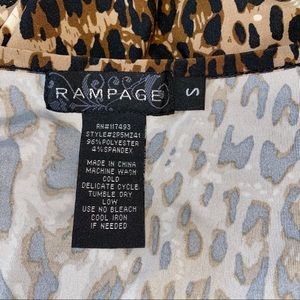 RAMPAGE
S
RN#117493
STYLE#2P5MZ41
96%POLYESTER
4%SPANDEX
MADE IN CHINA
MACHINE WASH
COLD
DELICATE CYCLE
TUMBLE DRY
LOW
USE NO BLEACH
COOL IRON
IF NEEDED